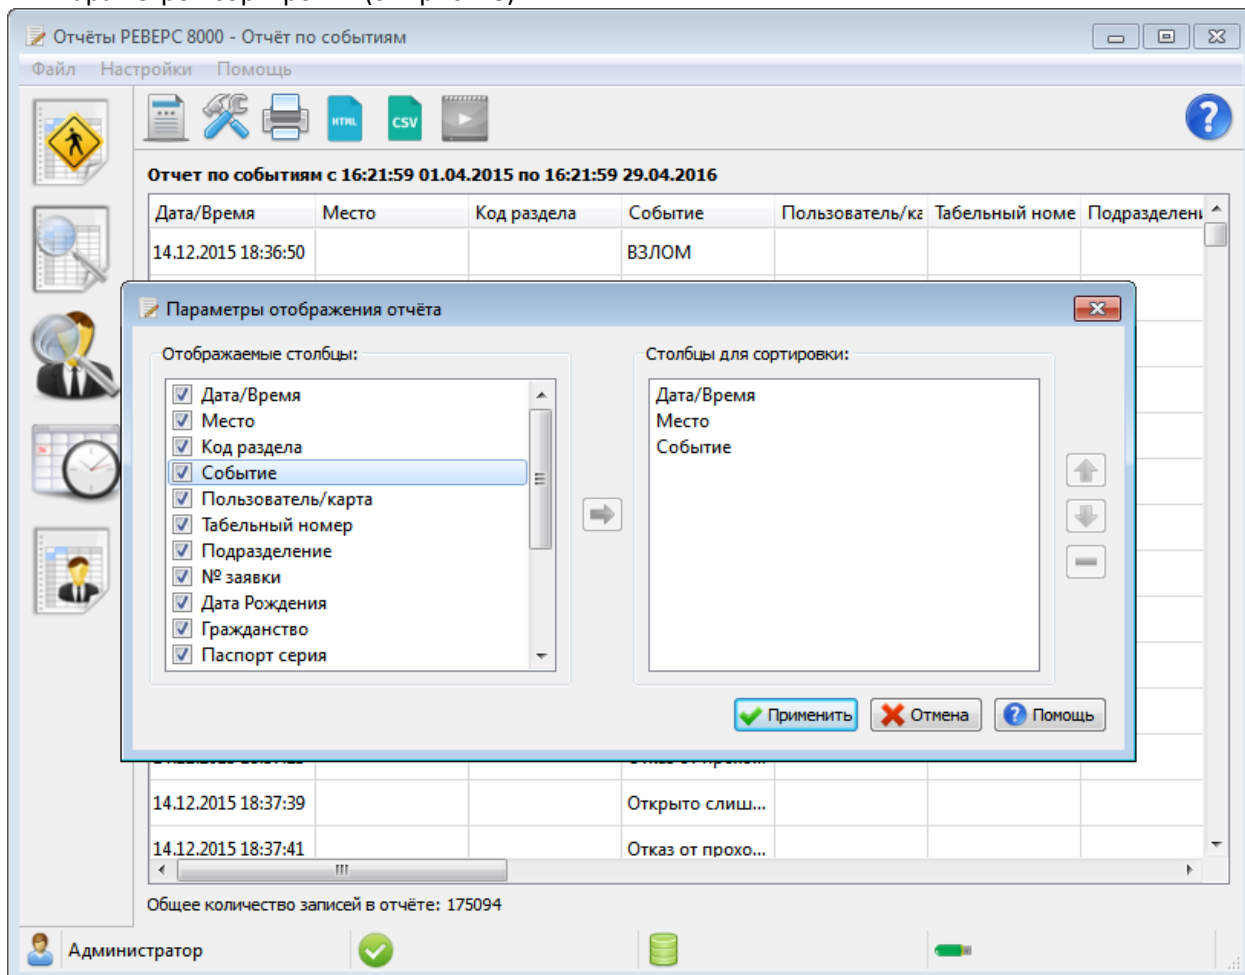 Отчёты РЕВЕРС 8000 - Отчёт по событиям
Файл Настройки Помощь
HTML CSV
Отчет по событиям с 16:21:59 01.04.2015 по 16:21:59 29.04.2016
Дата/Время Место Код раздела Событие Пользователь/ка Табельный номе Подразделен
14.12.2015 18:36:50 ВЗЛОМ
Параметры отображения отчёта
Отображаемые столбцы: Столбцы для сортировки:
Дата/Время Дата/Время
Место Место
Код раздела Событие
Событие
Пользователь/карта
Табельный номер
Подразделение
№ заявки
Дата Рождения
Гражданство
Паспорт серия
Применить Отмена Помощь
14.12.2015 18:37:39 Открыто слиш...
14.12.2015 18:37:41 Отказ от прохо...
Общее количество записей в отчёте: 175094
Администратор